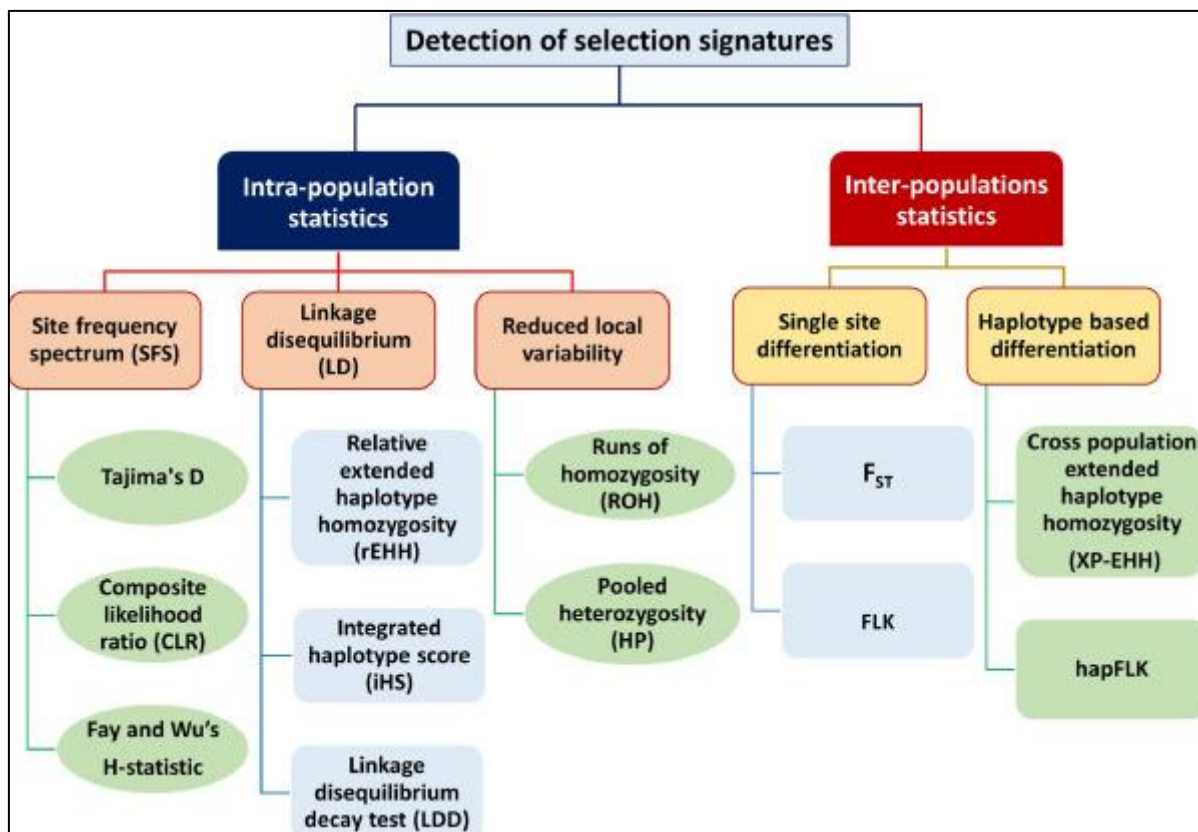 Detection of selection signatures
Intra-population
statistics
Inter-populations
statistics
Site frequency
spectrum (SFS)
Linkage
disequilibrium
(LD)
Reduced local
variability
Single site
differentiation
Haplotype based
differentiation
Tajima's D
Composite
likelihood
ratio (CLR)
Fay and Wu's
H-statistic
Relative
extended
haplotype
homozygosity
(rEHH)
Integrated
haplotype score
(iHS)
Linkage
disequilibrium
decay test (LDD)
Runs of
homozygosity
(ROH)
Pooled
heterozygosity
(HP)
FST
FLK
Cross population
extended
haplotype
homozygosity
(XP-EHH)
hapFLK